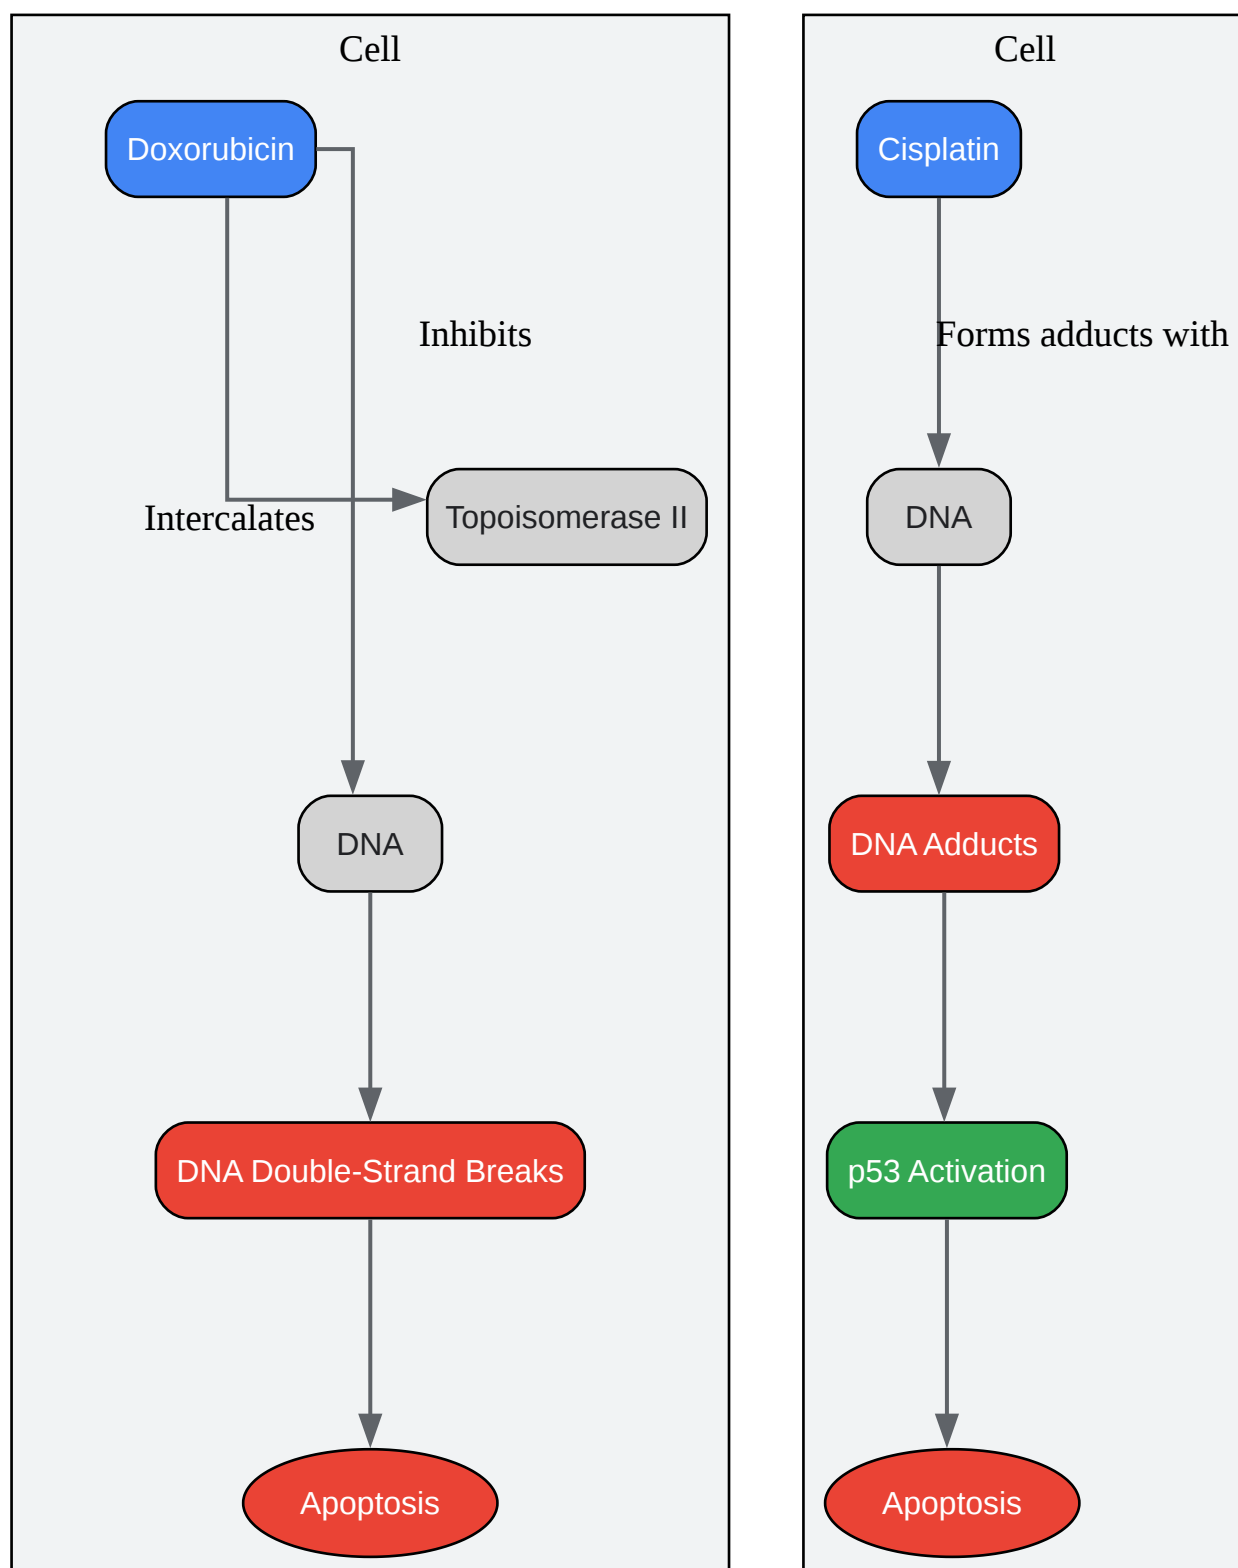 Cell
Doxorubicin
Inhibits
Intercalates
Topoisomerase II
DNA
DNA Double-Strand Breaks
Apoptosis
Cell
Cisplatin
Forms adducts with
DNA
DNA Adducts
p53 Activation
Apoptosis